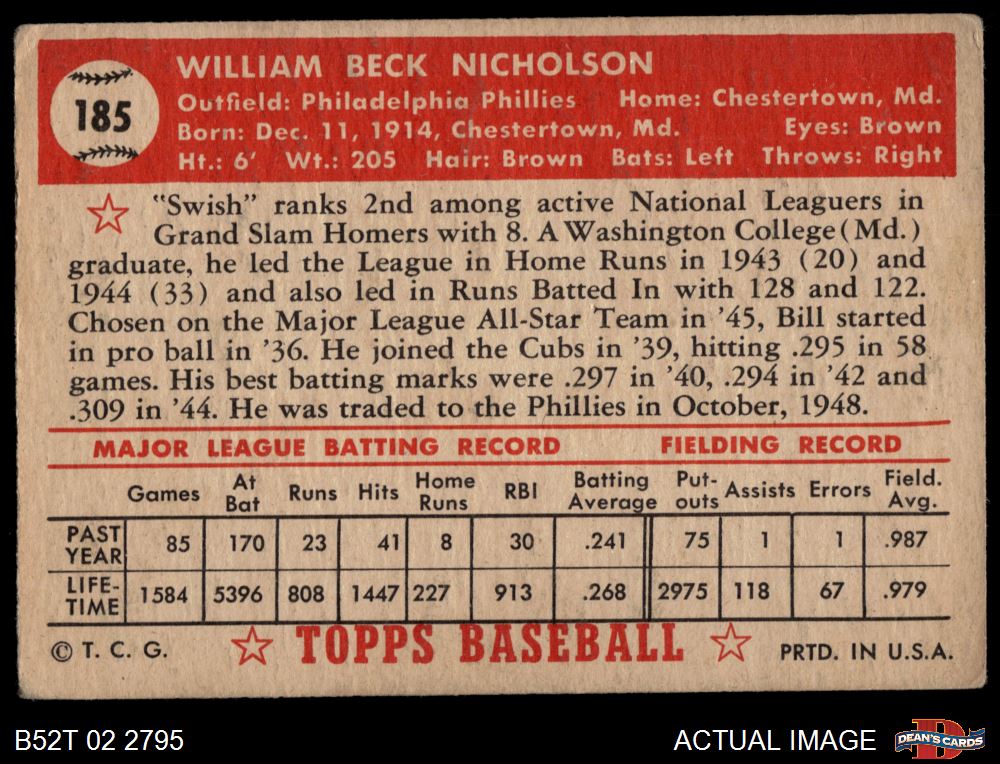 185
WILLIAM BECK NICHOLSON
Outfield: Philadelphia Phillies Home: Chestertown, Md.
Born: Dec. 11, 1914, Chestertown, Md. Eyes: Brown
Ht.: 6' Wt.: 205 Hair: Brown Bats: Left Throws: Right
"Swish" ranks 2nd among active National Leaguers in
Grand Slam Homers with 8. A Washington College (Md.)
graduate, he led the League in Home Runs in 1943 (20) and
1944 (33) and also led in Runs Batted In with 128 and 122.
Chosen on the Major League All-Star Team in '45, Bill started
in pro ball in '36. He joined the Cubs in '39, hitting .295 in 58
games. His best batting marks were .297 in '40, .294 in '42 and
.309 in '44. He was traded to the Phillies in October, 1948.
MAJOR LEAGUE BATTING RECORD FIELDING RECORD
Games At Bat Runs Hits Home Runs RBI Batting Average Put-outs Assists Errors Field. Avg.
PAST YEAR 85 170 23 41 8 30 .241 75 1 1 .987
LIFE-TIME 1584 5396 808 1447 227 913 .268 2975 118 67 .979
© T. C. G. TOPPS BASEBALL PRTD. IN U.S.A.
B52T 02 2795 ACTUAL IMAGE DEAN'S CARDS